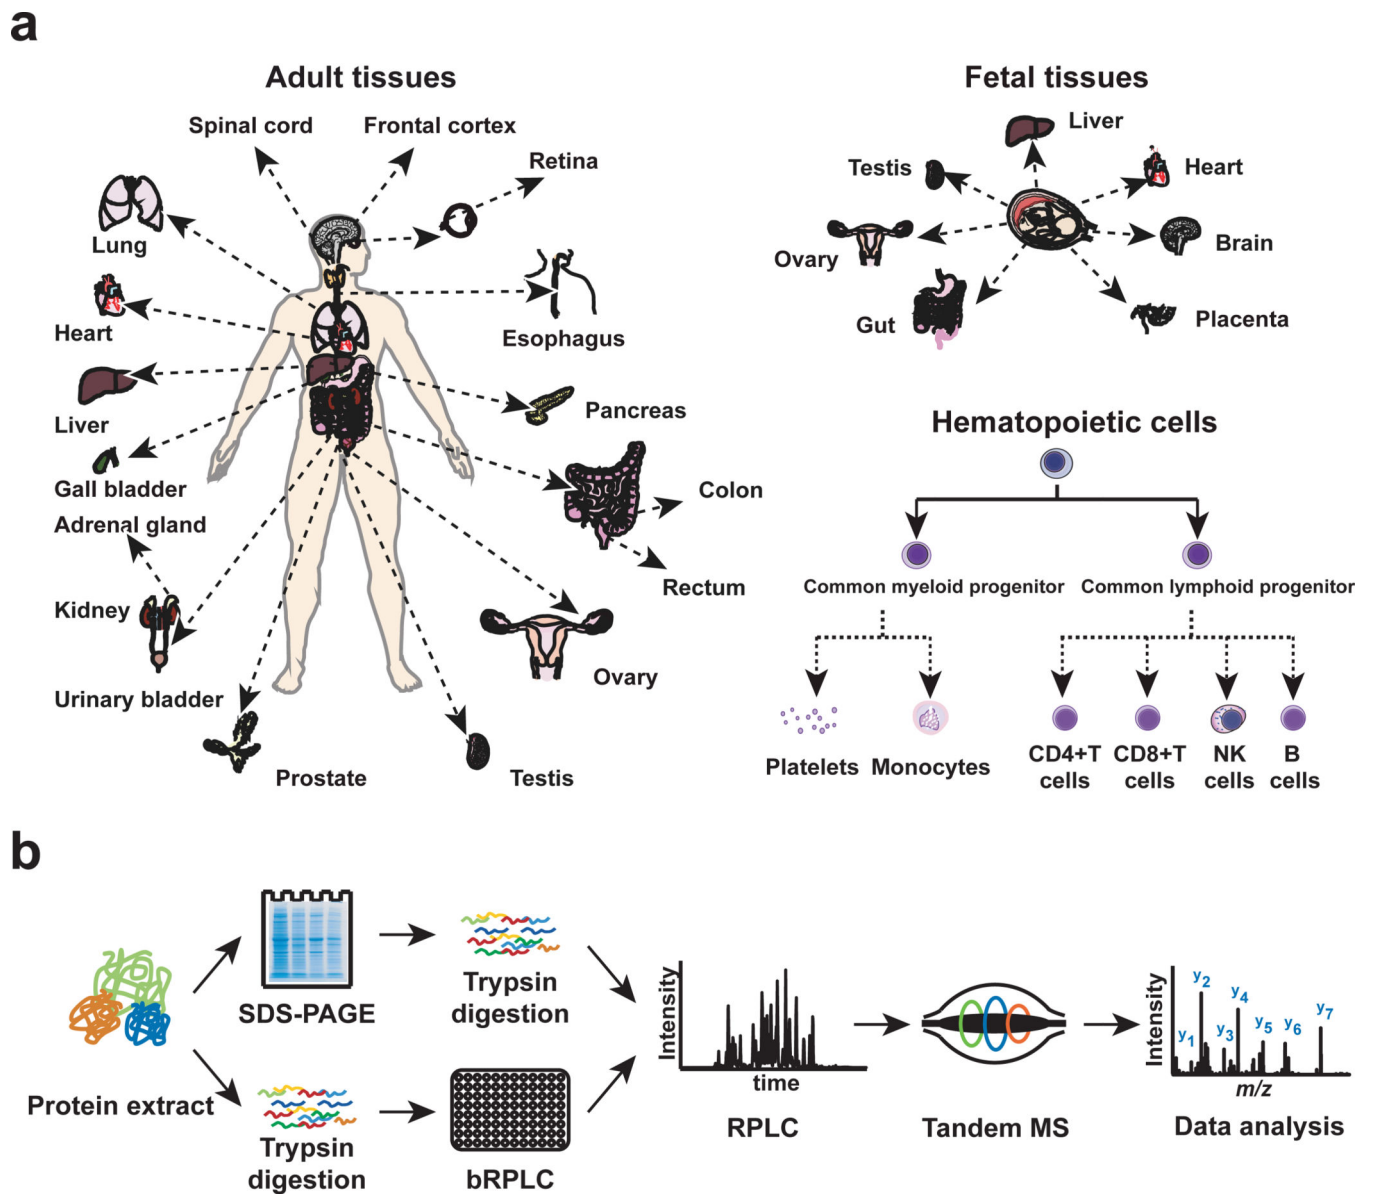 a
Adult tissues
Spinal cord
Frontal cortex
Retina
Lung
Heart
Esophagus
Liver
Pancreas
Gall bladder
Adrenal gland
Colon
Rectum
Kidney
Ovary
Urinary bladder
Prostate
Testis
Fetal tissues
Liver
Testis
Heart
Ovary
Brain
Gut
Placenta
Hematopoietic cells
Common myeloid progenitor
Common lymphoid progenitor
Platelets
Monocytes
CD4+T
cells
CD8+T
cells
NK
cells
B
cells
b
Protein extract
SDS-PAGE
Trypsin
digestion
Trypsin
digestion
bRPLC
Intensity
time
RPLC
Tandem MS
Intensity
y1
y2
y3
y4
y5
y6
y7
m/z
Data analysis